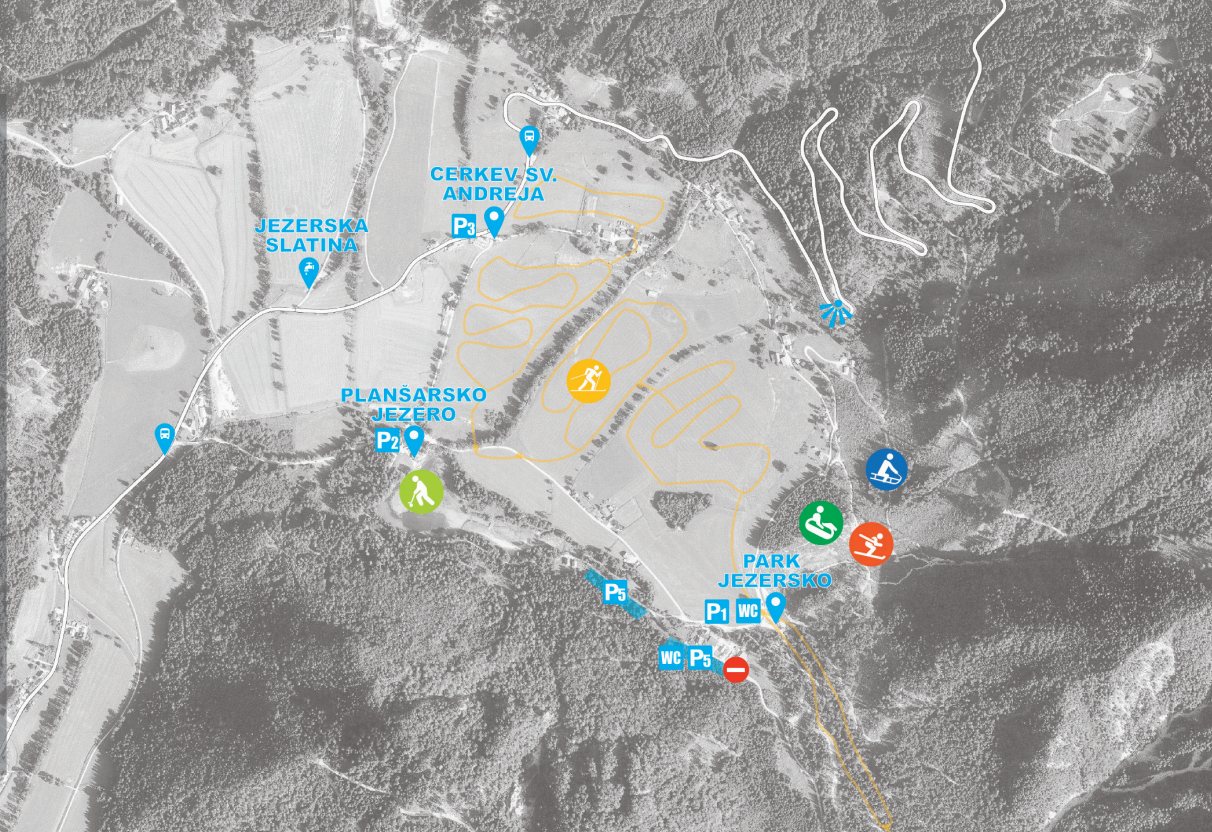 CERKEV SV.
ANDREJA
P3
JEZERSKA
SLATINA
PLANŠARSKO
JEZERO
P2
PARK
JEZERSKO
P5
P1 WC
WC P5